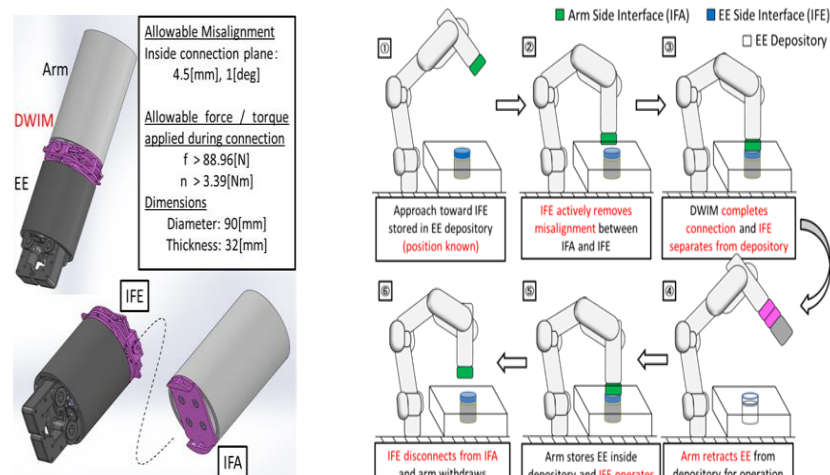 Arm
DWIM
EE
Allowable Misalignment
Inside connection plane:
4.5[mm], 1[deg]
Allowable force / torque
applied during connection
f > 88.96[N]
n > 3.39[Nm]
Dimensions
Diameter: 90[mm]
Thickness: 32[mm]
IFE
IFA
Arm Side Interface (IFA)
EE Side Interface (IFE)
EE Depository
①
②
③
Approach toward IFE
stored in EE depository
(position known)
IFE actively removes
misalignment between
IFA and IFE
DWIM completes
connection and IFE
separates from depository
⑥
⑤
④
IFE disconnects from IFA
and arm withdraws
Arm stores EE inside
depository and IFE operates
Arm retracts EE from
depository for operation